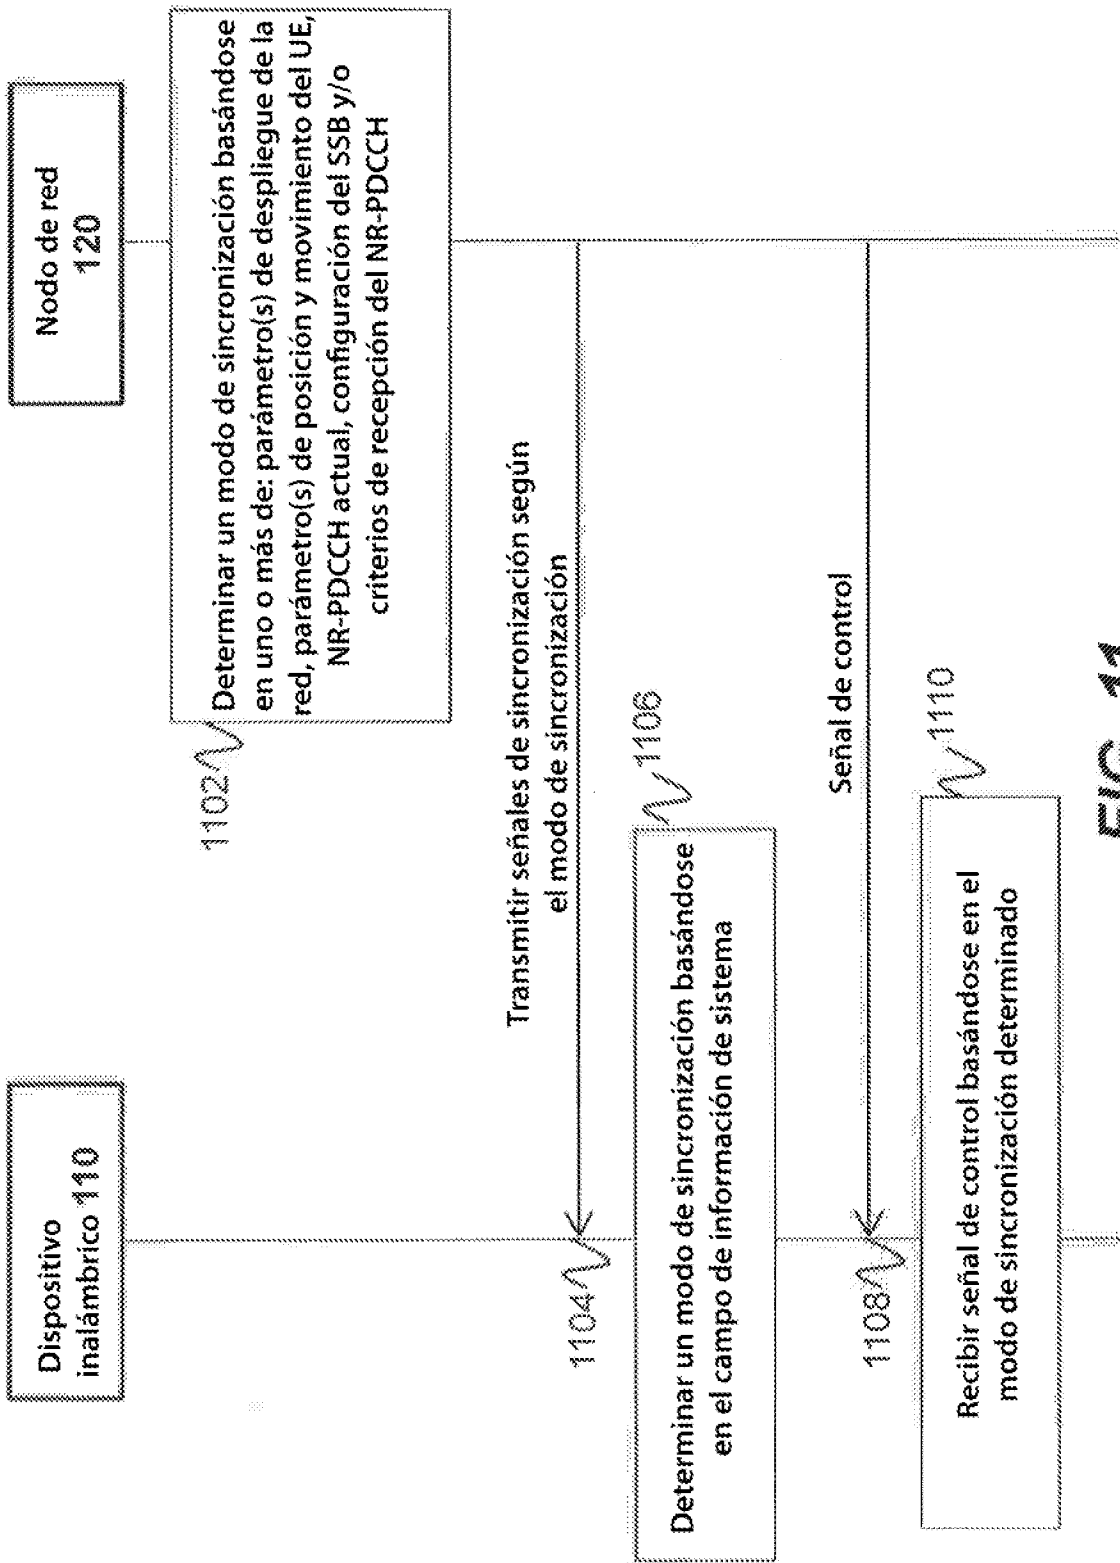 Dispositivo
inalámbrico 110
Nodo de red
120
1102
Determinar un modo de sincronización basándose
en uno o más de: parámetro(s) de despliegue de la
red, parámetro(s) de posición y movimiento del UE,
NR-PDCCH actual, configuración del SSB y/o
criterios de recepción del NR-PDCCH
Transmitir señales de sincronización según
el modo de sincronización
1104
1106
Determinar un modo de sincronización basándose
en el campo de información de sistema
Señal de control
1108
1110
Recibir señal de control basándose en el
modo de sincronización determinado
FIG. 11